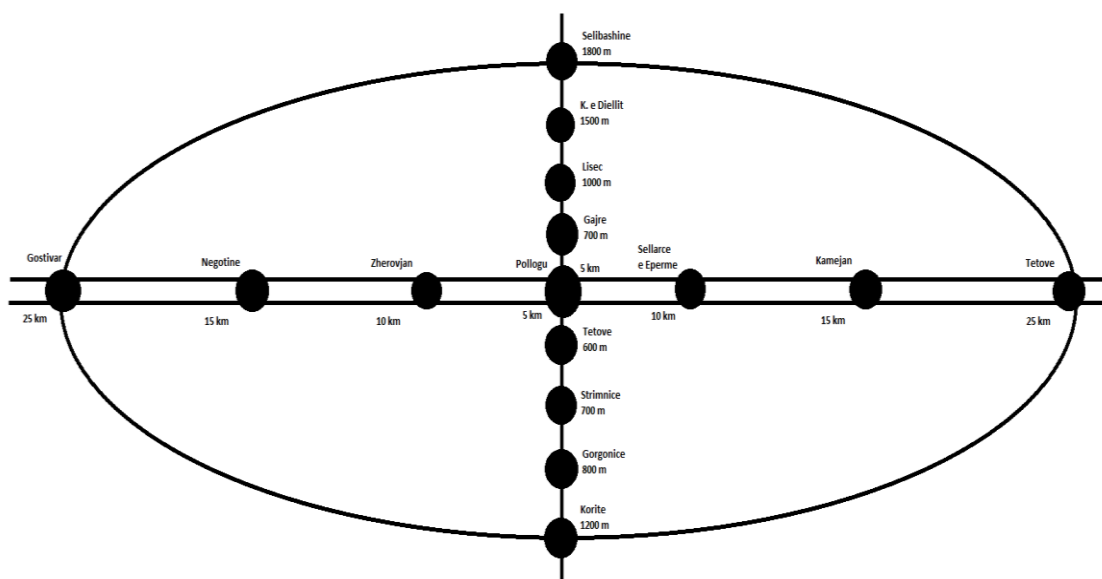 Selibashine
1800 m
K. e Diellit
1500 m
Lisec
1000 m
Gajre
700 m
Gostivar
Negotine
Zherovjan
Pollogu
5 km
Sellarce
e Eperme
Kamejan
Tetove
25 km
15 km
10 km
5 km
10 km
15 km
25 km
Tetove
600 m
Strimnice
700 m
Gorgonice
800 m
Korite
1200 m